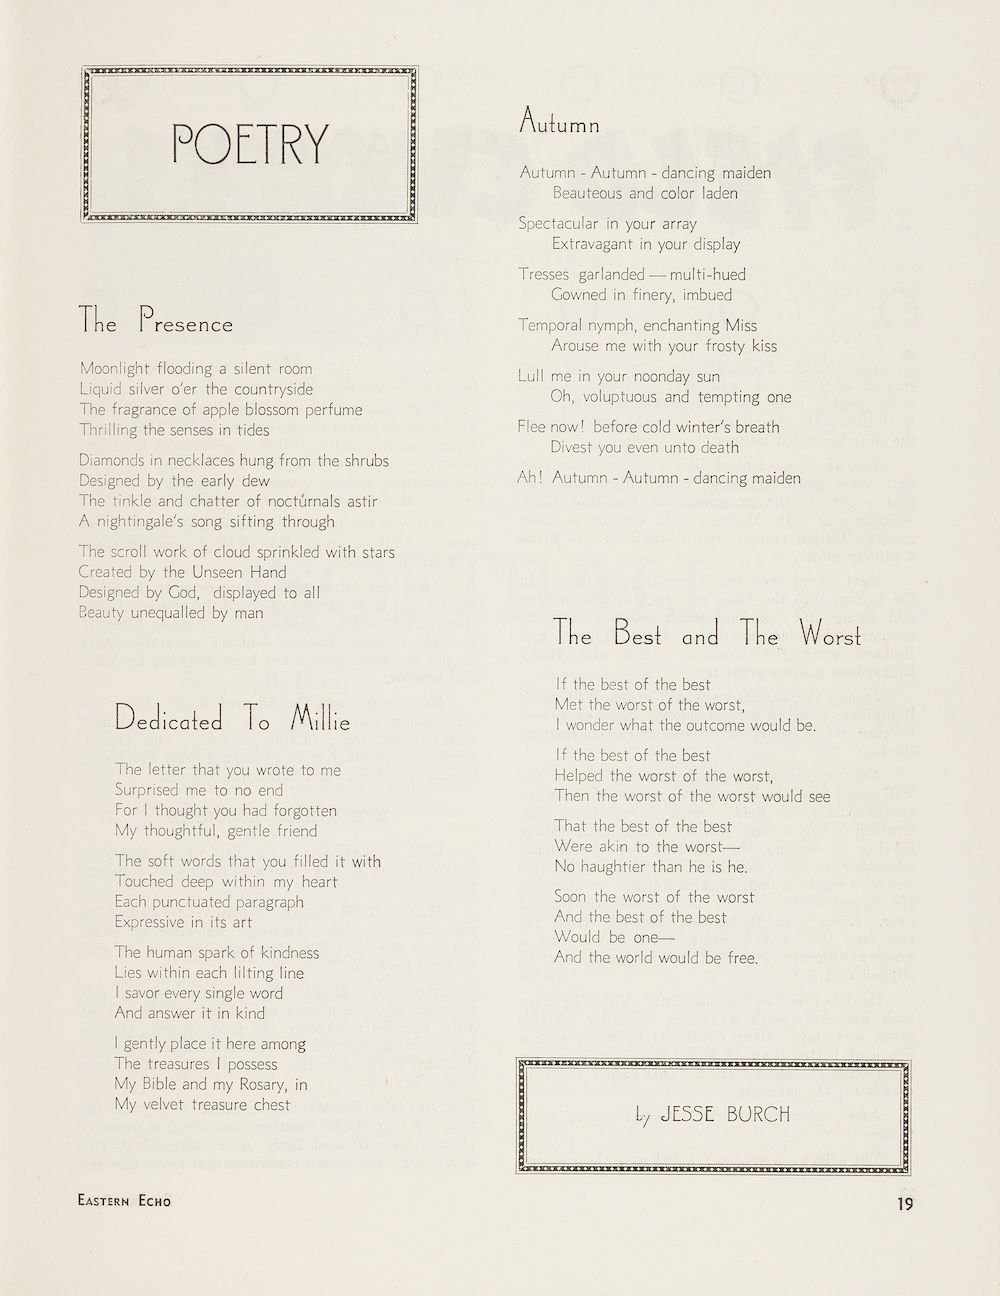 POETRY
The Presence
Moonlight flooding a silent room
Liquid silver o'er the countryside
The fragrance of apple blossom perfume
Thrilling the senses in tides
Diamonds in necklaces hung from the shrubs
Designed by the early dew
The tinkle and chatter of nocturnals astir
A nightingale's song sifting through
The scroll work of cloud sprinkled with stars
Created by the Unseen Hand
Designed by God, displayed to all
Beauty unequalled by man
Dedicated To Millie
The letter that you wrote to me
Surprised me to no end
For I thought you had forgotten
My thoughtful, gentle friend
The soft words that you filled it with
Touched deep within my heart
Each punctuated paragraph
Expressive in its art
The human spark of kindness
Lies within each lilting line
I savor every single word
And answer it in kind
I gently place it here among
The treasures I possess
My Bible and my Rosary, in
My velvet treasure chest
Autumn
Autumn - Autumn - dancing maiden
Beauteous and color laden
Spectacular in your array
Extravagant in your display
Tresses garlanded — multi-hued
Gowned in finery, imbued
Temporal nymph, enchanting Miss
Arouse me with your frosty kiss
Lull me in your noonday sun
Oh, voluptuous and tempting one
Flee now! before cold winter's breath
Divest you even unto death
Ah! Autumn - Autumn - dancing maiden
The Best and The Worst
If the best of the best
Met the worst of the worst,
I wonder what the outcome would be.
If the best of the best
Helped the worst of the worst,
Then the worst of the worst would see
That the best of the best
Were akin to the worst—
No haughtier than he is he.
Soon the worst of the worst
And the best of the best
Would be one—
And the world would be free.
by JESSE BURCH
EASTERN ECHO
19